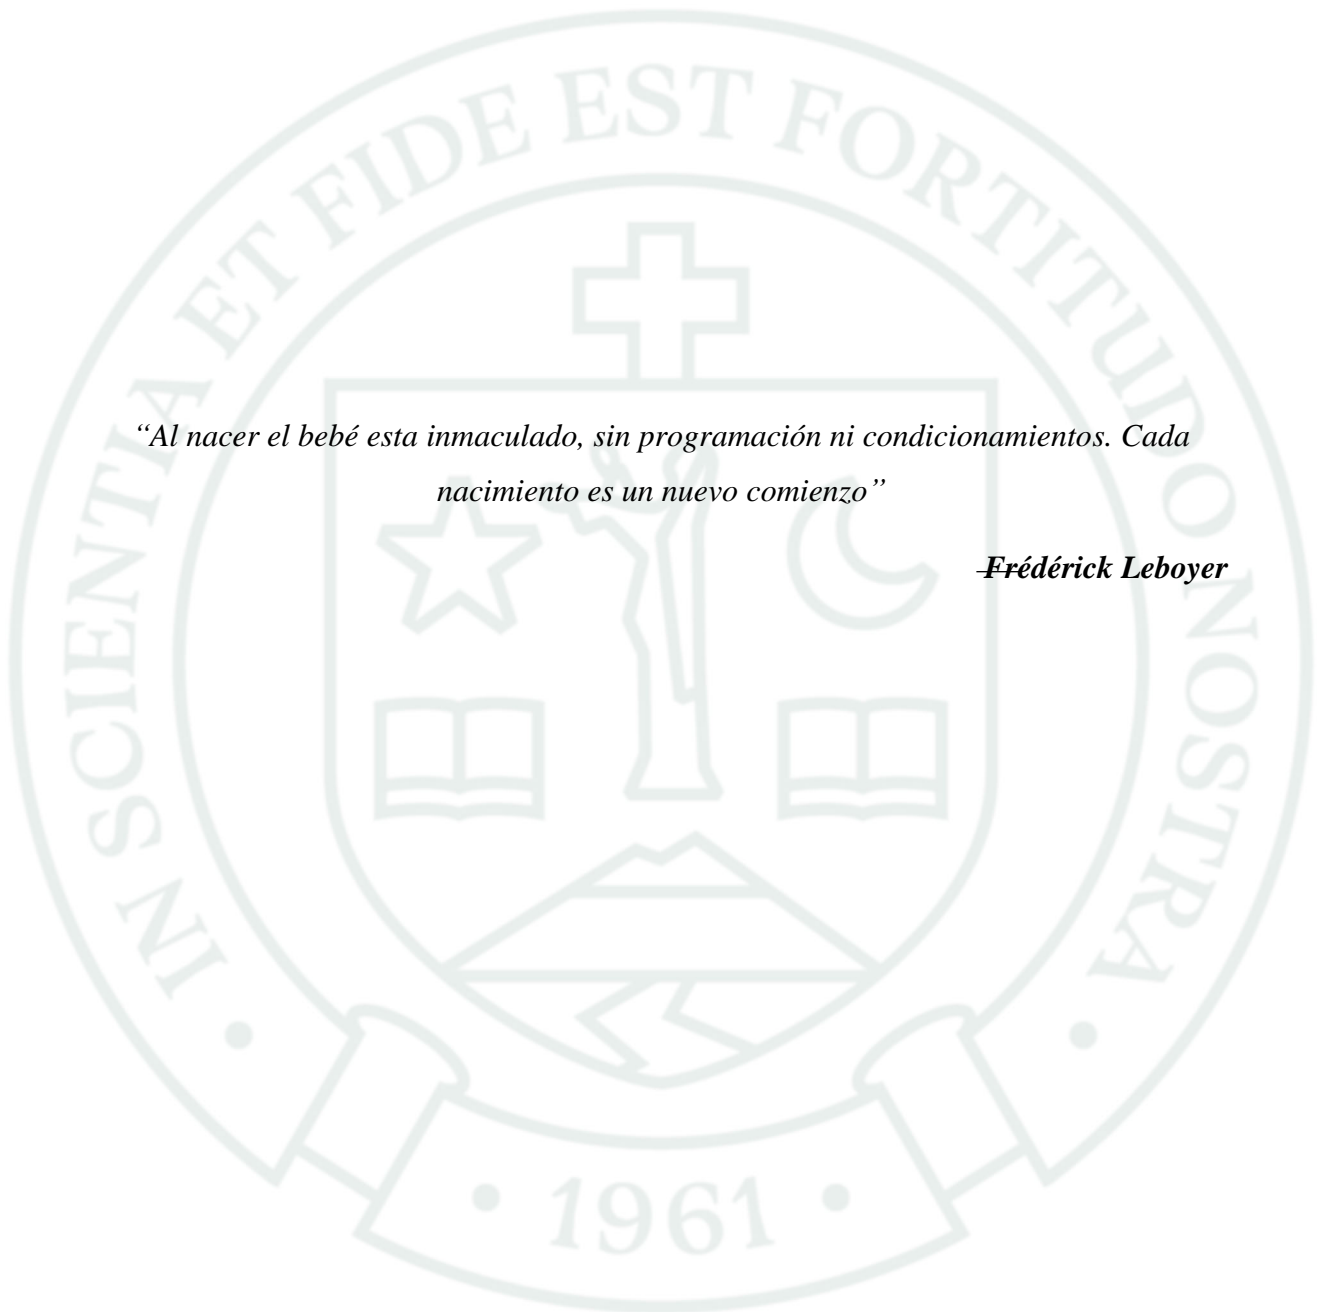 IN SCIENTIA ET FIDE EST FORTITUDO NOSTRA
“Al nacer el bebé esta inmaculado, sin programación ni condicionamientos. Cada
nacimiento es un nuevo comienzo”
Frédérick Leboyer
• 1961 •